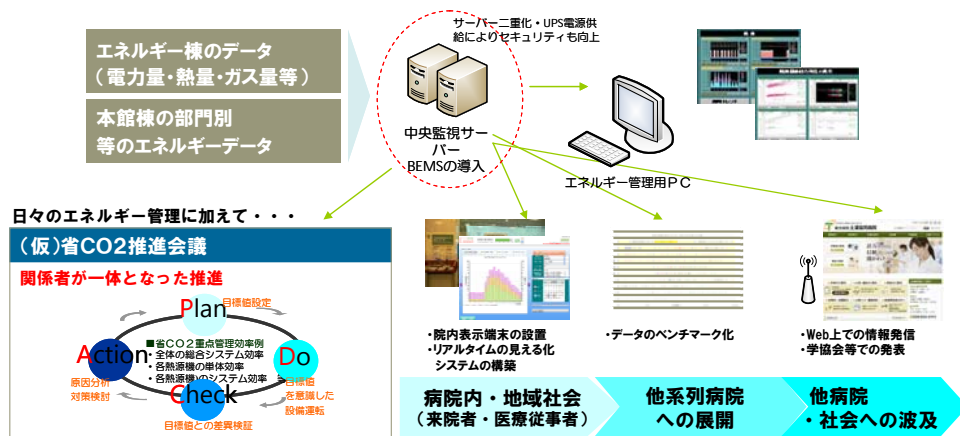 サーバー二重化・UPS電源供
給によりセキュリティも向上
エネルギー棟のデータ
（電力量・熱量・ガス量等）
本館棟の部門別
等のエネルギーデータ
中央監視サー
バー
BEMSの導入
エネルギー管理用ＰＣ
日々のエネルギー管理に加えて・・・
（仮）省CO2推進会議
関係者が一体となった推進
Plan
目標値設定
Action
■省ＣＯ２重点管理効率例
・全体の総合システム効率
・各熱源機の単体効率
・各熱源機のシステム効率
Do
原因分析
対策検討
Check
目標値
を意識した
設備運転
目標値との差異検証
・院内表示端末の設置
・リアルタイムの見える化
システムの構築
・データのベンチマーク化
・Web上での情報発信
・学協会等での発表
病院内・地域社会
（来院者・医療従事者）
他系列病院
への展開
他病院
・社会への波及